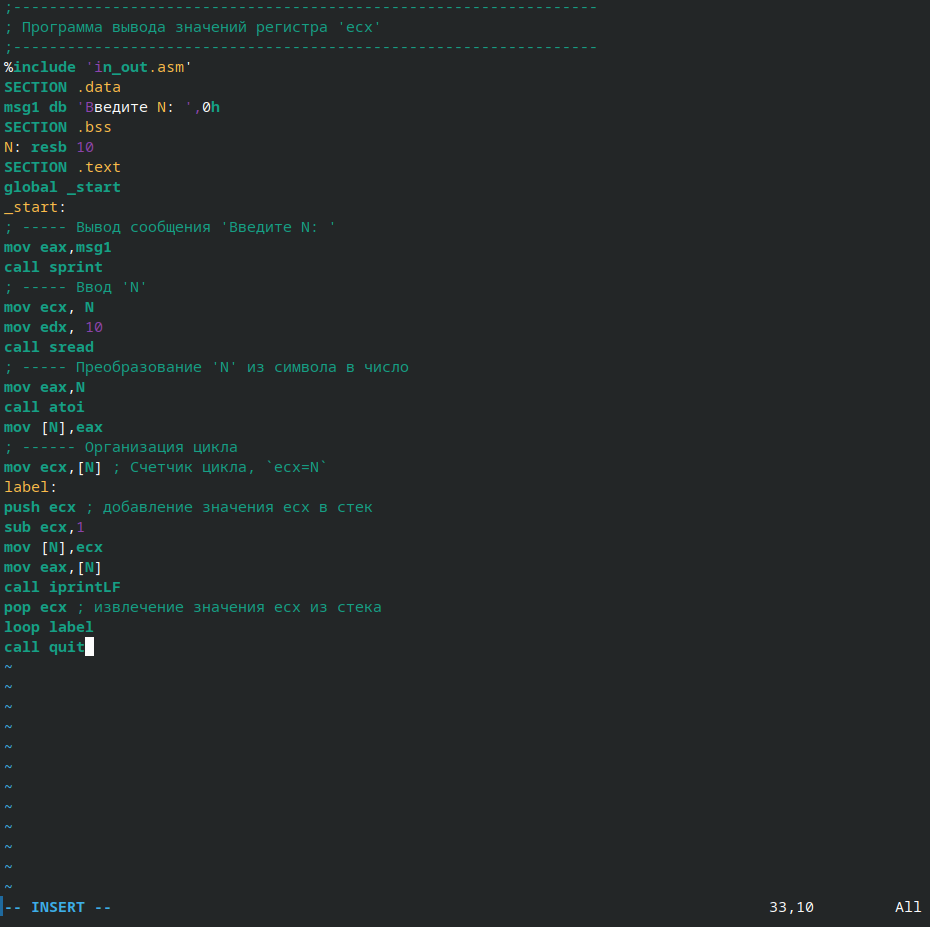 ;-----------------------------------------------------------------
; Программа вывода значений регистра 'ecx'
;-----------------------------------------------------------------
%include 'in_out.asm'
SECTION .data
msg1 db 'Введите N: ',0h
SECTION .bss
N: resb 10
SECTION .text
global _start
_start:
; ----- Вывод сообщения 'Введите N: '
mov eax,msg1
call sprint
; ----- Ввод 'N'
mov ecx, N
mov edx, 10
call sread
; ----- Преобразование 'N' из символа в число
mov eax,N
call atoi
mov [N],eax
; ------ Организация цикла
mov ecx,[N] ; Счетчик цикла, `ecx=N`
label:
push ecx ; добавление значения ecx в стек
sub ecx,1
mov [N],ecx
mov eax,[N]
call iprintLF
pop ecx ; извлечение значения ecx из стека
loop label
call quit
~
~
~
~
~
~
~
~
~
~
~
~
-- INSERT -- 33,10 All